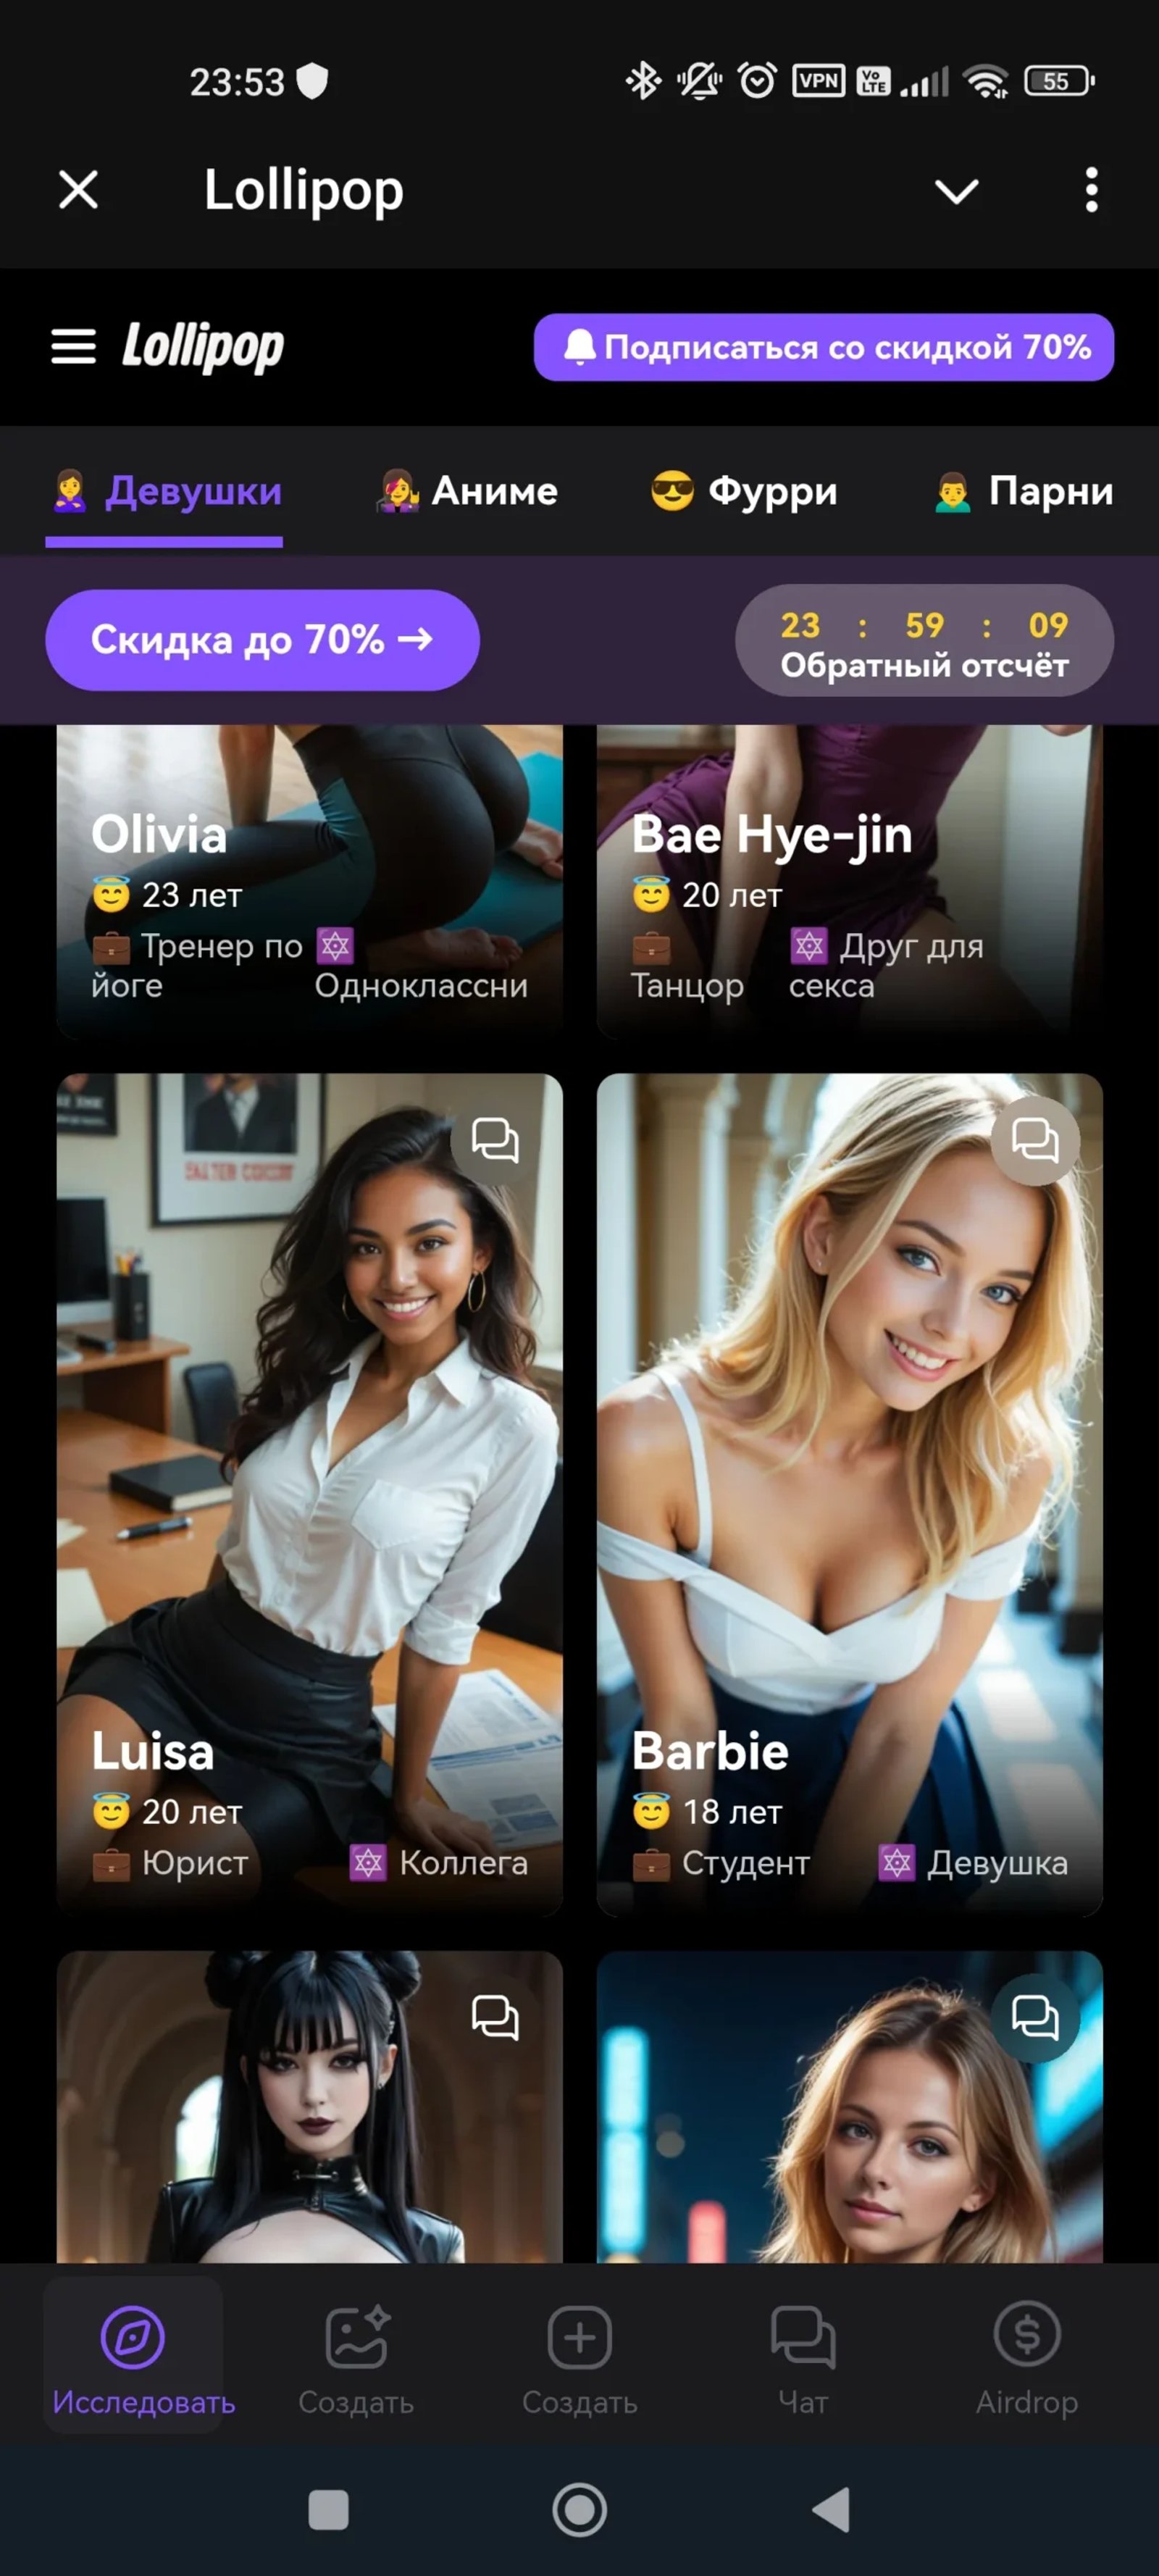 23:53
VPN
Vo
LTE
55
Lollipop
Lollipop
Подписаться со скидкой 70%
Девушки
Аниме
Фурри
Парни
Скидка до 70% →
23 : 59 : 09
Обратный отсчёт
Olivia
23 лет
Тренер по
йоге
Одноклассни
Bae Hye-jin
20 лет
Танцор
Друг для
секса
Luisa
20 лет
Юрист
Коллега
Barbie
18 лет
Студент
Девушка
Исследовать
Создать
Создать
Чат
Airdrop